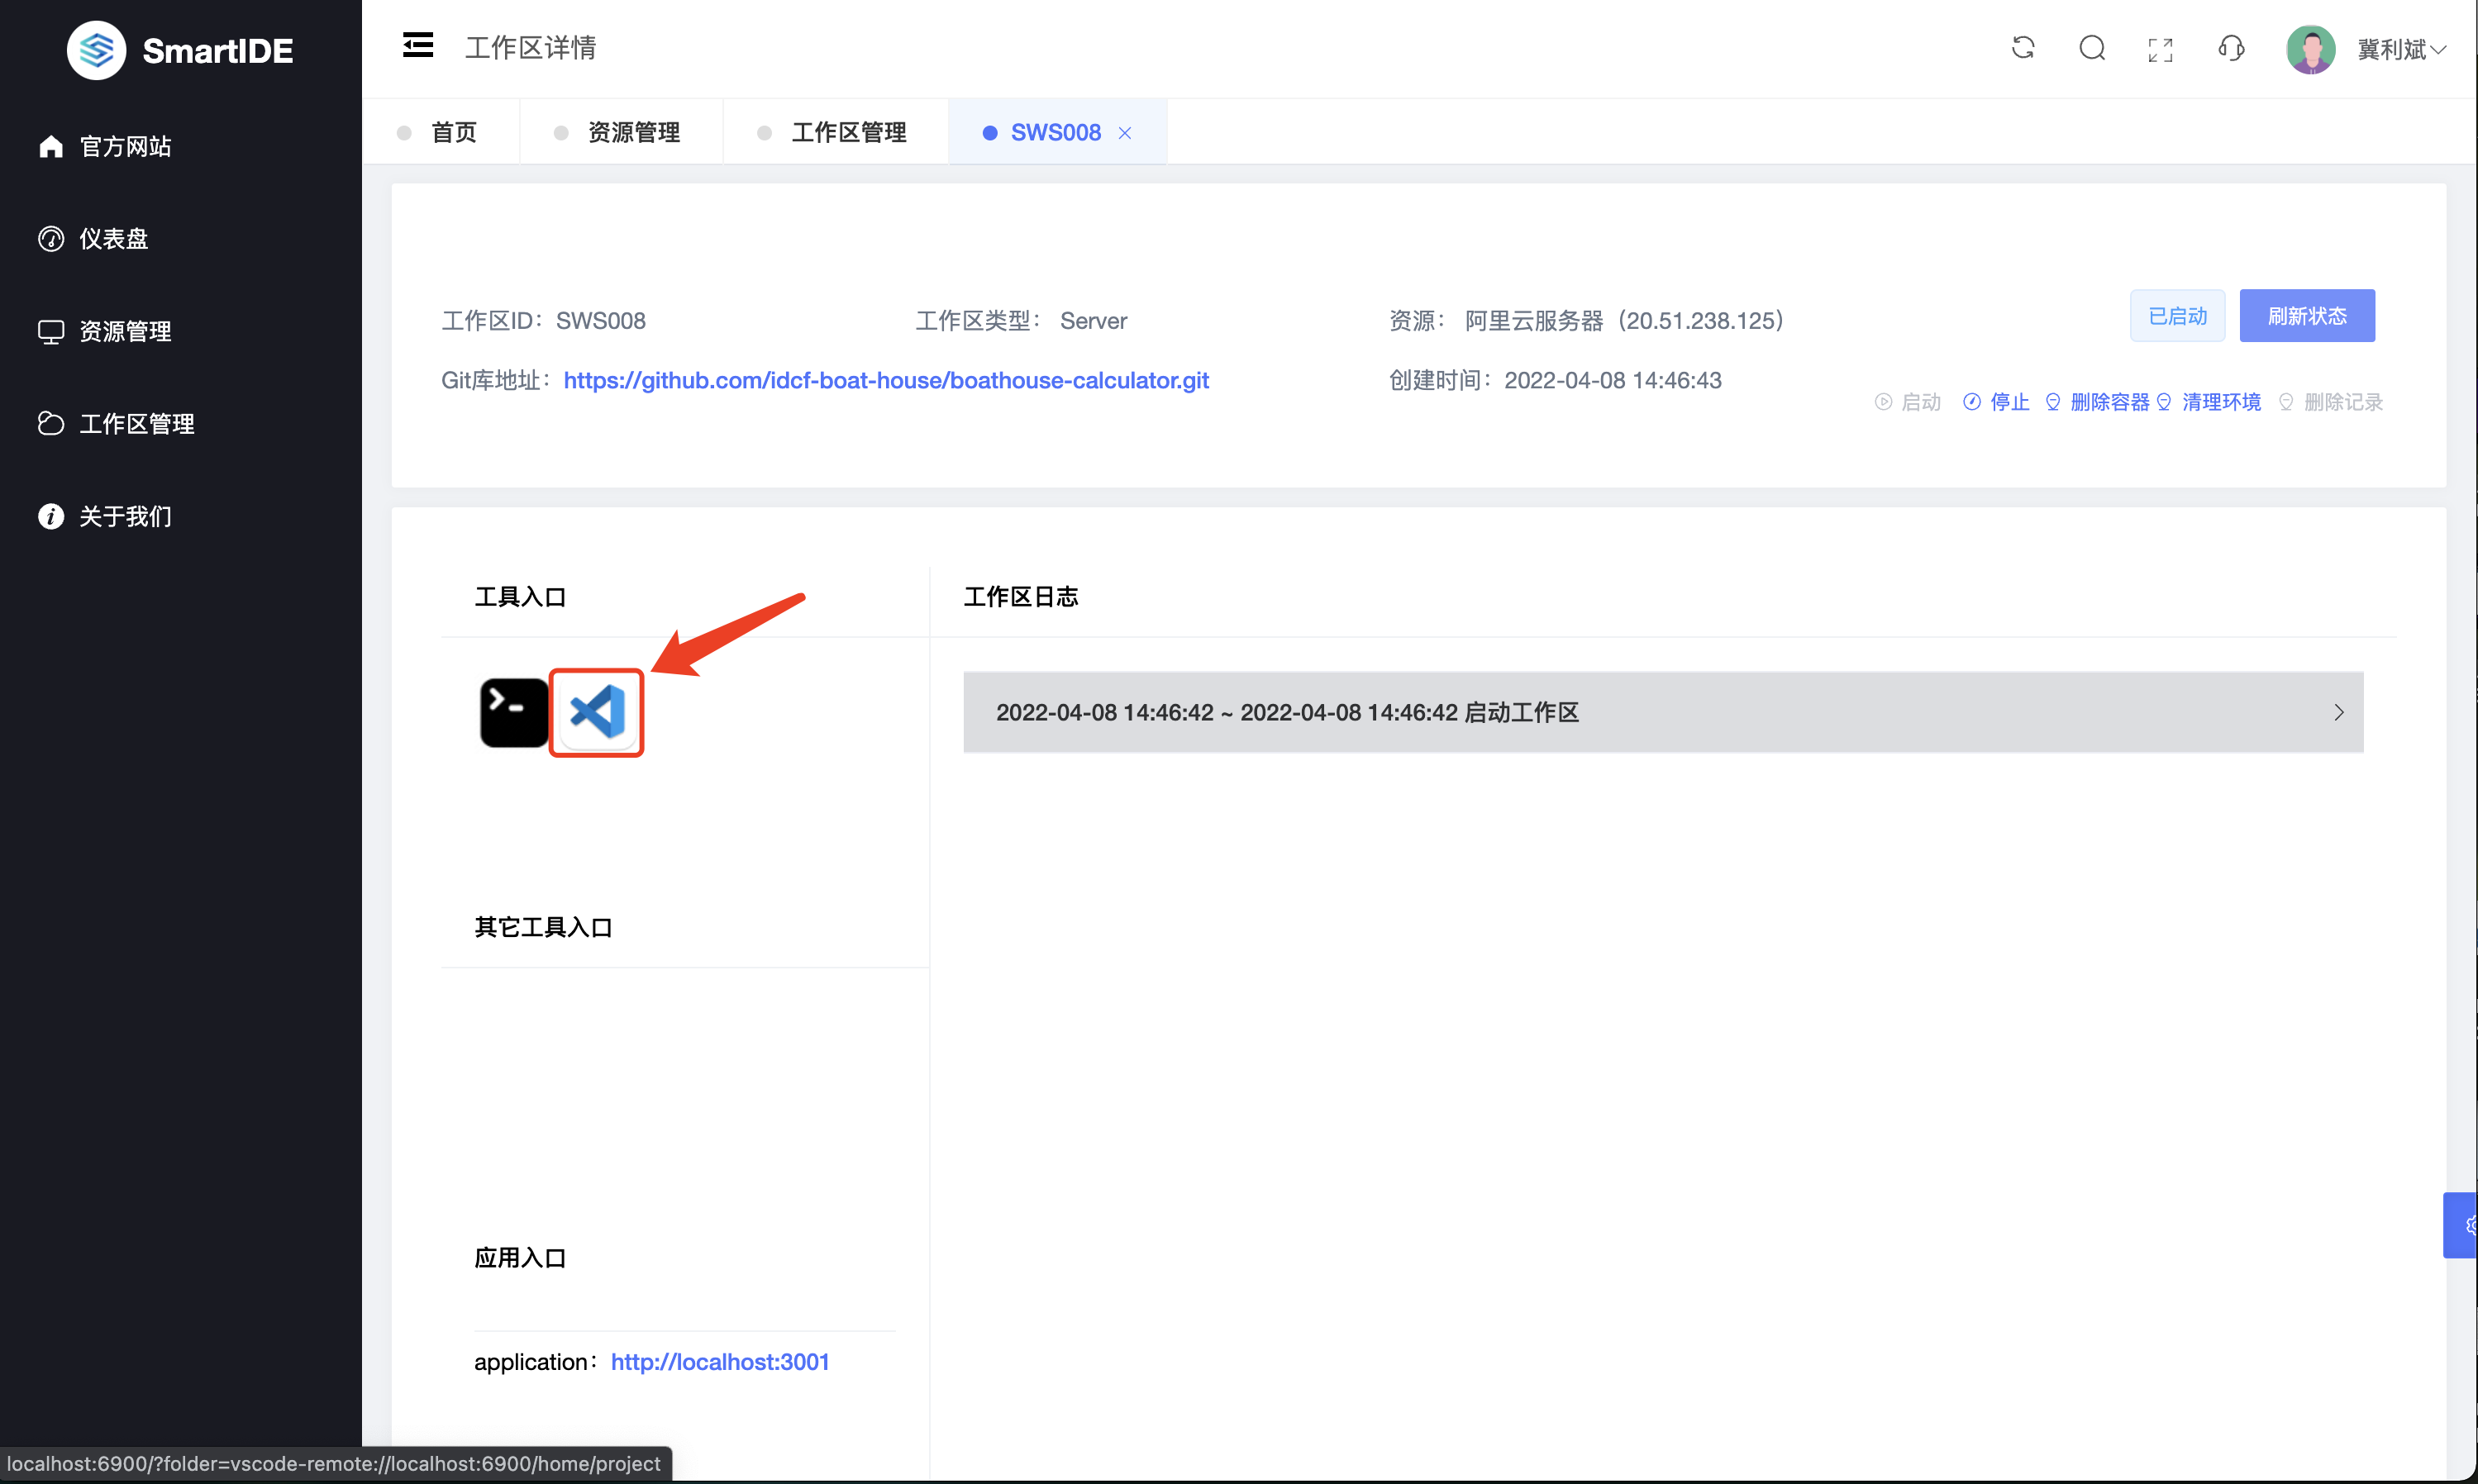 SmartIDE
官方网站
仪表盘
资源管理
工作区管理
关于我们
工作区详情
冀利斌
首页
资源管理
工作区管理
SWS008
工作区ID：SWS008
工作区类型： Server
资源： 阿里云服务器（20.51.238.125）
已启动
刷新状态
Git库地址：https://github.com/idcf-boat-house/boathouse-calculator.git
创建时间：2022-04-08 14:46:43
启动 停止 删除容器 清理环境 删除记录
工具入口
工作区日志
2022-04-08 14:46:42 ~ 2022-04-08 14:46:42 启动工作区
其它工具入口
应用入口
application：http://localhost:3001
localhost:6900/?folder=vscode-remote://localhost:6900/home/project